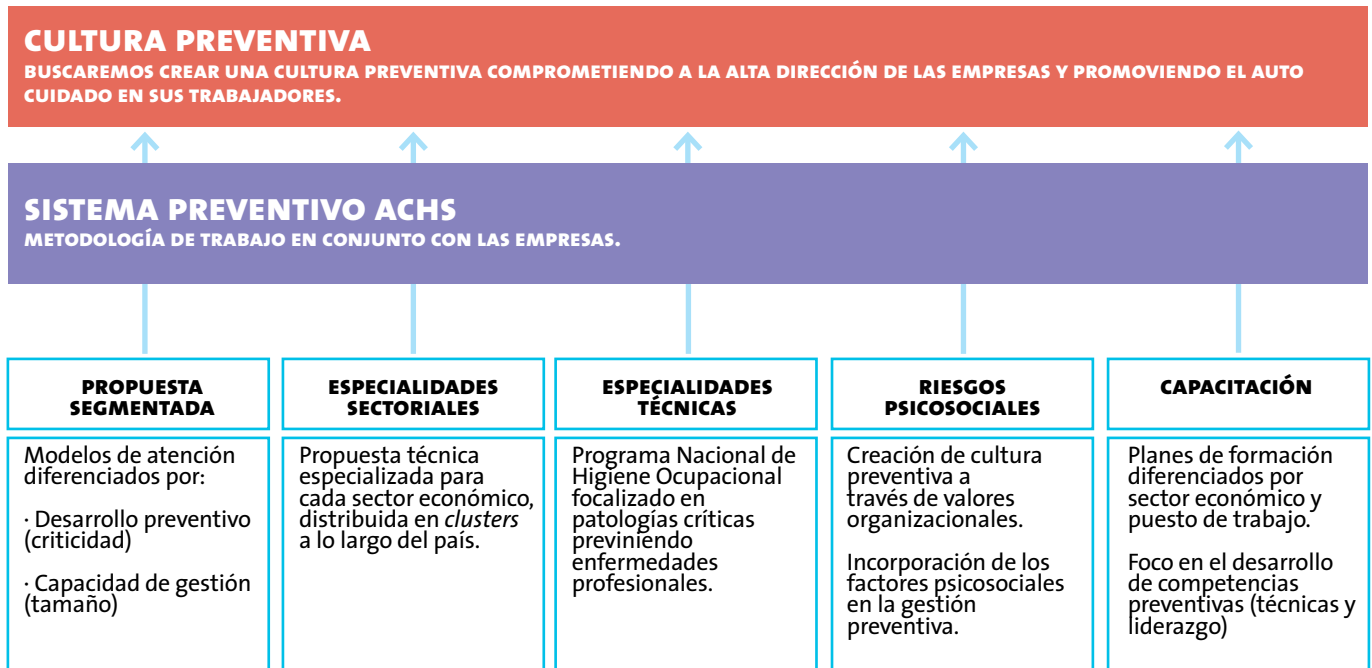 CULTURA PREVENTIVA
BUSCAREMOS CREAR UNA CULTURA PREVENTIVA COMPROMETIENDO A LA ALTA DIRECCIÓN DE LAS EMPRESAS Y PROMOVIENDO EL AUTO
CUIDADO EN SUS TRABAJADORES.
SISTEMA PREVENTIVO ACHS
METODOLOGÍA DE TRABAJO EN CONJUNTO CON LAS EMPRESAS.
PROPUESTA
SEGMENTADA
Modelos de atención
diferenciados por:
· Desarrollo preventivo
(criticidad)
· Capacidad de gestión
(tamaño)
ESPECIALIDADES
SECTORIALES
Propuesta técnica
especializada para
cada sector económico,
distribuida en clusters
a lo largo del país.
ESPECIALIDADES
TÉCNICAS
Programa Nacional de
Higiene Ocupacional
focalizado en
patologías críticas
previniendo
enfermedades
profesionales.
RIESGOS
PSICOSOCIALES
Creación de cultura
preventiva a
través de valores
organizacionales.
Incorporación de los
factores psicosociales
en la gestión
preventiva.
CAPACITACIÓN
Planes de formación
diferenciados por
sector económico y
puesto de trabajo.
Foco en el desarrollo
de competencias
preventivas (técnicas y
liderazgo)